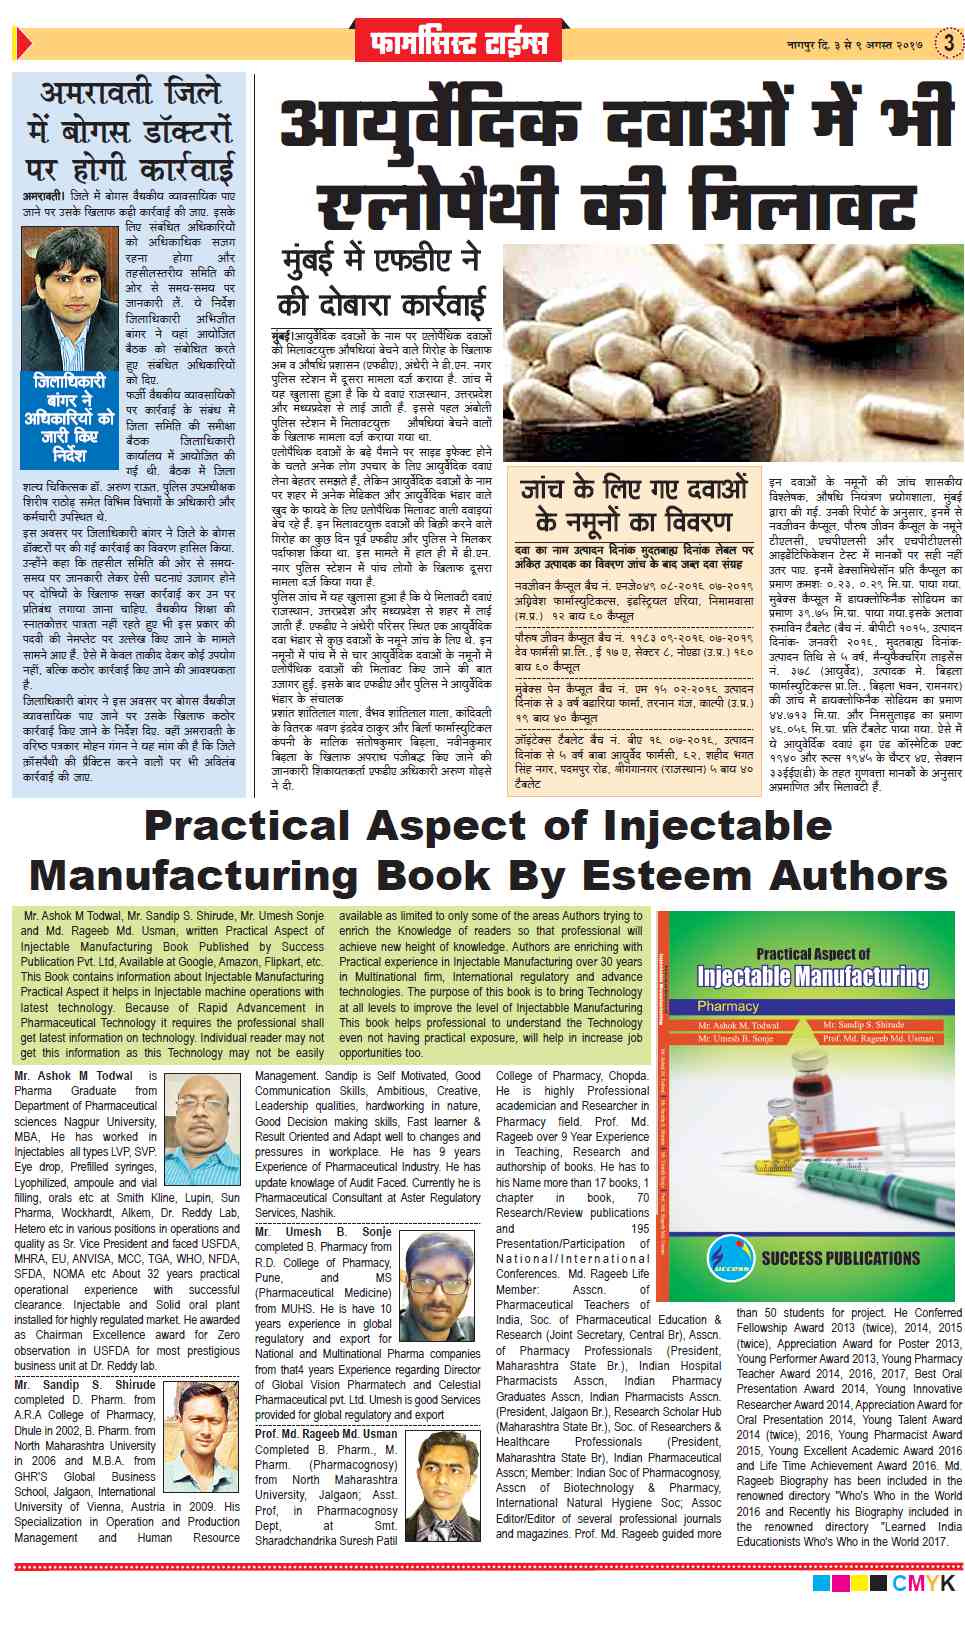 फार्मासिस्ट टाईम्स
नागपुर दि. ३ से ९ अगस्त २०१७
3
अमरावती जिले
में बोगस डॉक्टरों
पर होगी कार्रवाई
अमरावती। जिले में बोगस वैद्यकीय व्यावसायिक पाए
जाने पर उसके खिलाफ कड़ी कार्रवाई की जाए. इसके
लिए संबंधित अधिकारियों
को अधिकाधिक सजग
रहना होगा और
तहसीलस्तरीय समिति की
ओर से समय-समय पर
जानकारी लें. ये निर्देश
जिलाधिकारी अभिजीत
बांगर ने यहां आयोजित
बैठक को संबोधित करते
हुए संबंधित अधिकारियों
को दिए.
जिलाधिकारी
बांगर ने
अधिकारियों को
जारी किए
निर्देश
फर्जी वैद्यकीय व्यावसायिकों
पर कार्रवाई के संबंध में
जिला समिति की समीक्षा
बैठक जिलाधिकारी
कार्यालय में आयोजित की
गई थी. बैठक में जिला
शल्य चिकित्सक डॉ. अरुण राऊत, पुलिस उपअधीक्षक
शिरीष राठोड़ समेत विभिन्न विभागों के अधिकारी और
कर्मचारी उपस्थित थे.
इस अवसर पर जिलाधिकारी बांगर ने जिले के बोगस
डॉक्टरों पर की गई कार्रवाई का विवरण हासिल किया.
उन्होंने कहा कि तहसील समिति की ओर से समय-
समय पर जानकारी लेकर ऐसी घटनाएं उजागर होने
पर दोषियों के खिलाफ सख्त कार्रवाई कर उन पर
प्रतिबंध लगाया जाना चाहिए. वैद्यकीय शिक्षा की
स्नातकोत्तर पात्रता नहीं रहते हुए भी इस प्रकार की
पदवी की नेमप्लेट पर उल्लेख किए जाने के मामले
सामने आए हैं. ऐसे में केवल ताकीद देकर कोई उपयोग
नहीं, बल्कि कठोर कार्रवाई किए जाने की आवश्यकता
है.
जिलाधिकारी बांगर ने इस अवसर पर बोगस वैद्यकीज
व्यावसायिक पाए जाने पर उसके खिलाफ कठोर
कार्रवाई किए जाने के निर्देश दिए. वहीं अमरावती के
वरिष्ठ पत्रकार मोहन गंगन ने यह मांग की है कि जिले
क्रॉसपैथी की प्रैक्टिस करने वालों पर भी अविलंब
कार्रवाई की जाए.
आयुर्वेदिक दवाओं में भी
एलोपैथी की मिलावट
मुंबई में एफडीए ने
की दोबारा कार्रवाई
मुंबई।आयुर्वेदिक दवाओं के नाम पर एलोपैथिक दवाओं
की मिलावटयुक्त औषधियां बेचने वाले गिरोह के खिलाफ
अन्न व औषधि प्रशासन (एफडीए), अंधेरी ने डी.एन. नगर
पुलिस स्टेशन में दूसरा मामला दर्ज कराया है. जांच में
यह खुलासा हुआ है कि ये दवाएं राजस्थान, उत्तरप्रदेश
और मध्यप्रदेश से लाई जाती हैं. इससे पहल अंबोली
पुलिस स्टेशन में मिलावटयुक्त औषधियां बेचने वालों
के खिलाफ मामला दर्ज कराया गया था.
एलोपैथिक दवाओं के बड़े पैमाने पर साइड इफेक्ट होने
के चलते अनेक लोग उपचार के लिए आयुर्वेदिक दवाएं
लेना बेहतर समझते हैं, लेकिन आयुर्वेदिक दवाओं के नाम
पर शहर में अनेक मेडिकल और आयुर्वेदिक भंडार वाले
खुद के फायदे के लिए एलोपैथिक मिलावट वाली दवाइयां
बेच रहे हैं. इन मिलावटयुक्त दवाओं की बिक्री करने वाले
गिरोह का कुछ दिन पूर्व एफडीए और पुलिस ने मिलकर
पर्दाफाश किया था. इस मामले में हाल ही में डी.एन.
नगर पुलिस स्टेशन में पांच लोगों के खिलाफ दूसरा
मामला दर्ज किया गया है.
पुलिस जांच में यह खुलासा हुआ है कि ये मिलावटी दवाएं
राजस्थान, उत्तरप्रदेश और मध्यप्रदेश से शहर में लाई
जाती हैं. एफडीए ने अंधेरी परिसर स्थित एक आयुर्वेदिक
दवा भंडार से कुछ दवाओं के नमूने जांच के लिए थे. इन
नमूनों में पांच में से चार आयुर्वेदिक दवाओं के नमूनों में
एलोपैथिक दवाओं की मिलावट किए जाने की बात
उजागर हुई. इसके बाद एफडीए और पुलिस ने आयुर्वेदिक
भंडार के संचालक
प्रशांत शांतिलाल गाला, वैभव शांतिलाल गाला, कांदिवली
के वितरक श्रवण इंद्रदेव ठाकुर और बिर्ला फार्मास्युटिकल
कंपनी के मालिक संतोषकुमार बिड़ला, नवीनकुमार
बिड़ला के खिलाफ अपराध पंजीबद्ध किए जाने की
जानकारी शिकायतकर्ता एफडीए अधिकारी अरुण गोड़से
ने दी.
जांच के लिए गए दवाओं
के नमूनों का विवरण
दवा का नाम उत्पादन दिनांक मुदतबाह्य दिनांक लेबल पर
अंकित उत्पादक का विवरण जांच के बाद जब्त दवा संग्रह
नवजीवन कैप्सूल बैच नं. एनजे०४९ ०८-२०१६ ०७-२०१९
अग्निवेश फार्मास्युटिकल्स, इंडस्ट्रियल एरिया, निमामवासा
(म.प्र.) १२ बाय ६० कैप्सूल
पौरुष जीवन कैप्सूल बैच नं. ११८३ ०९-२०१६ ०७-२०१९
देव फार्मसी प्रा.लि., ई १७ ए, सेक्टर ८, नोएडा (उ.प्र.) १६०
बाय ६० कैप्सूल
मुंबेक्स पेन कैप्सूल बैच नं. एम १५ ०२-२०१६ उत्पादन
दिनांक से ३ वर्ष बडारिया फार्मा, तरनान गंज, काल्पी (उ.प्र.)
१९ बाय ४० कैप्सूल
जॉइंटेक्स टैबलेट बैच नं. बीए १६ ०७-२०१६, उत्पादन
दिनांक से ५ वर्ष बाबा आयुर्वेद फार्मसी, ६२, शहीद भगत
सिंह नगर, पदमपुर रोड, श्रीगंगानगर (राजस्थान) ५ बाय ४०
टैबलेट
इन दवाओं के नमूनों की जांच शासकीय
विश्लेषक, औषधि नियंत्रण प्रयोगशाला, मुंबई
द्वारा की गई. उनकी रिपोर्ट के अनुसार, इनमें से
नवजीवन कैप्सूल, पौरुष जीवन कैप्सूल के नमूने
टीएलसी, एचपीएलसी और एचपीटीएलसी
आइडेंटिफिकेशन टेस्ट में मानकों पर सही नहीं
उतर पाए. इनमें डेक्सामिथेसॉन प्रति कैप्सूल का
प्रमाण क्रमशः ०.२३, ०.२९ मि.ग्रा. पाया गया.
मुबेक्स कैप्सूल में डायक्लोफिनैक सोडियम का
प्रमाण ३९.७५ मि.ग्रा. पाया गया.इसके अलावा
रुमाविन टैबलेट (बैच नं. बीपीटी १०१५, उत्पादन
दिनांक- जनवरी २०१६, मुदतबाह्य दिनांक-
उत्पादन तिथि से ५ वर्ष, मैन्युफैक्चरिंग लाइसेंस
नं. ३७८ (आयुर्वेद), उत्पादक मे. बिड़ला
फार्मास्युटिकल्स प्रा.लि., बिड़ला भवन, रामनगर)
की जांच में डायक्लोफिनैक सोडियम का प्रमाण
४४.७१३ मि.ग्रा. और निमसुलाइड का प्रमाण
४६.०५६ मि.ग्रा. प्रति टैबलेट पाया गया. ऐसे में
ये आयुवेर्दिक दवाएं ड्रग एंड कॉस्मेटिक एक्ट
१९४० और रूल्स १९४५ के चैप्टर ४ए, सेक्शन
३३ईईए(डी) के तहत गुणवत्ता मानकों के अनुसार
अप्रमाणित और मिलावटी हैं.
Practical Aspect of Injectable
Manufacturing Book By Esteem Authors
Mr. Ashok M Todwal, Mr. Sandip S. Shirude, Mr. Umesh Sonje
and Md. Rageeb Md. Usman, written Practical Aspect of
Injectable Manufacturing Book Published by Success
Publication Pvt. Ltd, Available at Google, Amazon, Flipkart, etc.
This Book contains information about Injectable Manufacturing
Practical Aspect it helps in Injectable machine operations with
latest technology. Because of Rapid Advancement in
Pharmaceutical Technology it requires the professional shall
get latest information on technology. Individual reader may not
get this information as this Technology may not be easily
available as limited to only some of the areas Authors trying to
enrich the Knowledge of readers so that professional will
achieve new height of knowledge. Authors are enriching with
Practical experience in Injectable Manufacturing over 30 years
in Multinational firm, International regulatory and advance
technologies. The purpose of this book is to bring Technology
at all levels to improve the level of Injectabble Manufacturing
This book helps professional to understand the Technology
even not having practical exposure, will help in increase job
opportunities too.
Practical Aspect of
Injectable Manufacturing
Pharmacy
Mr. Ashok M. Todwal
Mr. Sandip S. Shirude
Mr. Umesh B. Sonje
Prof. Md. Rageeb Md. Usman
SUCCESS
SUCCESS PUBLICATIONS
Mr. Ashok M Todwal is
Pharma Graduate from
Department of Pharmaceutical
sciences Nagpur University,
MBA, He has worked in
Injectables all types LVP, SVP.
Eye drop, Prefilled syringes,
Lyophilized, ampoule and vial
filling, orals etc at Smith Kline, Lupin, Sun
Pharma, Wockhardt, Alkem, Dr. Reddy Lab,
Hetero etc in various positions in operations and
quality as Sr. Vice President and faced USFDA,
MHRA, EU, ANVISA, MCC, TGA, WHO, NFDA,
SFDA, NOMA etc About 32 years practical
operational experience with successful
clearance. Injectable and Solid oral plant
installed for highly regulated market. He awarded
as Chairman Excellence award for Zero
observation in USFDA for most prestigious
business unit at Dr. Reddy lab.
Mr. Sandip S. Shirude
completed D. Pharm. from
A.R.A College of Pharmacy,
Dhule in 2002, B. Pharm. from
North Maharashtra University
in 2006 and M.B.A. from
GHR'S Global Business
School, Jalgaon, International
University of Vienna, Austria in 2009. His
Specialization in Operation and Production
Management and Human Resource
Management. Sandip is Self Motivated, Good
Communication Skills, Ambitious, Creative,
Leadership qualities, hardworking in nature,
Good Decision making skills, Fast learner &
Result Oriented and Adapt well to changes and
pressures in workplace. He has 9 years
Experience of Pharmaceutical Industry. He has
update knowlage of Audit Faced. Currently he is
Pharmaceutical Consultant at Aster Regulatory
Services, Nashik.
Mr. Umesh B. Sonje
completed B. Pharmacy from
R.D. College of Pharmacy,
Pune, and MS
(Pharmaceutical Medicine)
from MUHS. He is have 10
years experience in global
regulatory and export for
National and Multinational Pharma companies
from that4 years Experience regarding Director
of Global Vision Pharmatech and Celestial
Pharmaceutical pvt. Ltd. Umesh is good Services
provided for global regulatory and export
Prof. Md. Rageeb Md. Usman
Completed B. Pharm., M.
Pharm. (Pharmacognosy)
from North Maharashtra
University, Jalgaon; Asst.
Prof, in Pharmacognosy
Dept, at Smt.
Sharadchandrika Suresh Patil
College of Pharmacy, Chopda.
He is highly Professional
academician and Researcher in
Pharmacy field. Prof. Md.
Rageeb over 9 Year Experience
in Teaching, Research and
authorship of books. He has to
his Name more than 17 books, 1
chapter in book, 70
Research/Review publications
and 195
Presentation/Participation of
National/International
Conferences. Md. Rageeb Life
Member: Asscn. of
Pharmaceutical Teachers of
India, Soc. of Pharmaceutical Education &
Research (Joint Secretary, Central Br), Asscn.
of Pharmacy Professionals (President,
Maharashtra State Br.), Indian Hospital
Pharmacists Asscn, Indian Pharmacy
Graduates Asscn, Indian Pharmacists Asscn.
(President, Jalgaon Br.), Research Scholar Hub
(Maharashtra State Br.), Soc. of Researchers &
Healthcare Professionals (President,
Maharashtra State Br), Indian Pharmaceutical
Asscn; Member: Indian Soc of Pharmacognosy,
Asscn of Biotechnology & Pharmacy,
International Natural Hygiene Soc; Assoc
Editor/Editor of several professional journals
and magazines. Prof. Md. Rageeb guided more
than 50 students for project. He Conferred
Fellowship Award 2013 (twice), 2014, 2015
(twice), Appreciation Award for Poster 2013,
Young Performer Award 2013, Young Pharmacy
Teacher Award 2014, 2016, 2017, Best Oral
Presentation Award 2014, Young Innovative
Researcher Award 2014, Appreciation Award for
Oral Presentation 2014, Young Talent Award
2014 (twice), 2016, Young Pharmacist Award
2015, Young Excellent Academic Award 2016
and Life Time Achievement Award 2016. Md.
Rageeb Biography has been included in the
renowned directory "Who's Who in the World
2016 and Recently his Biography included in
the renowned directory "Learned India
Educationists Who's Who in the World 2017.
CMYK